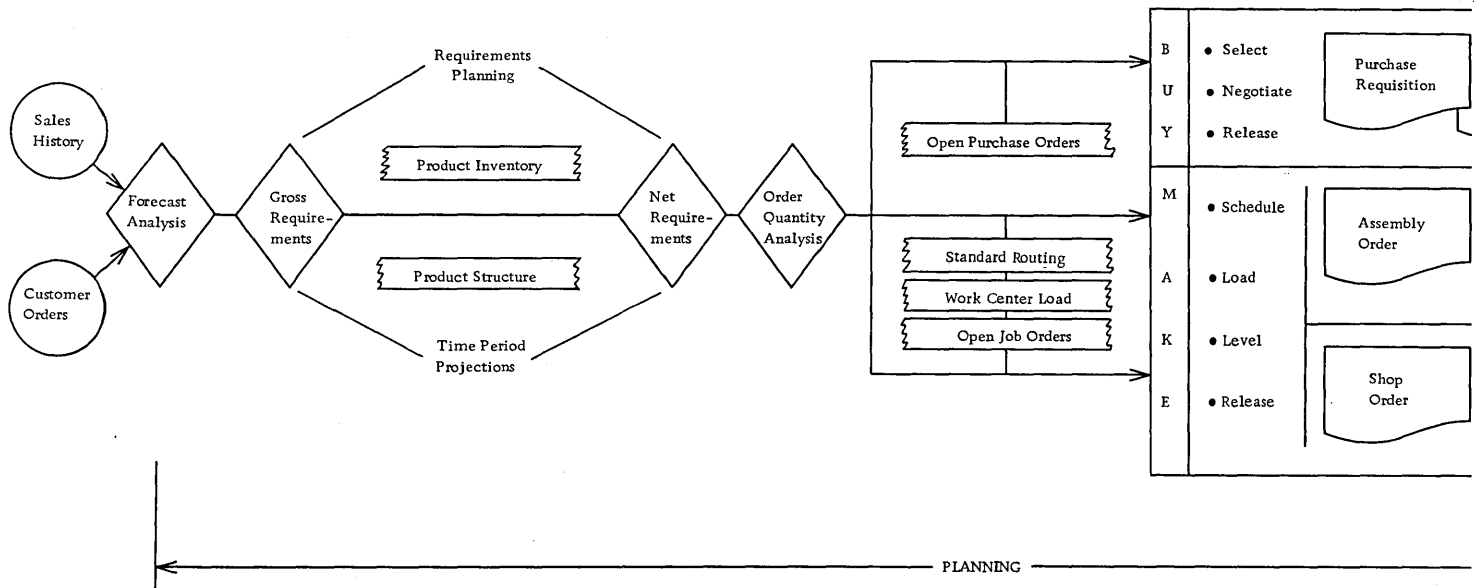 Sales
History
Customer
Orders
Forecast
Analysis
Gross
Require-
ments
Requirements
Planning
Product Inventory
Product Structure
Time Period
Projections
Net
Require-
ments
Order
Quantity
Analysis
Open Purchase Orders
Standard Routing
Work Center Load
Open Job Orders
B • Select
U • Negotiate
Y • Release
Purchase
Requisition
M • Schedule
A • Load
K • Level
E • Release
Assembly
Order
Shop
Order
PLANNING